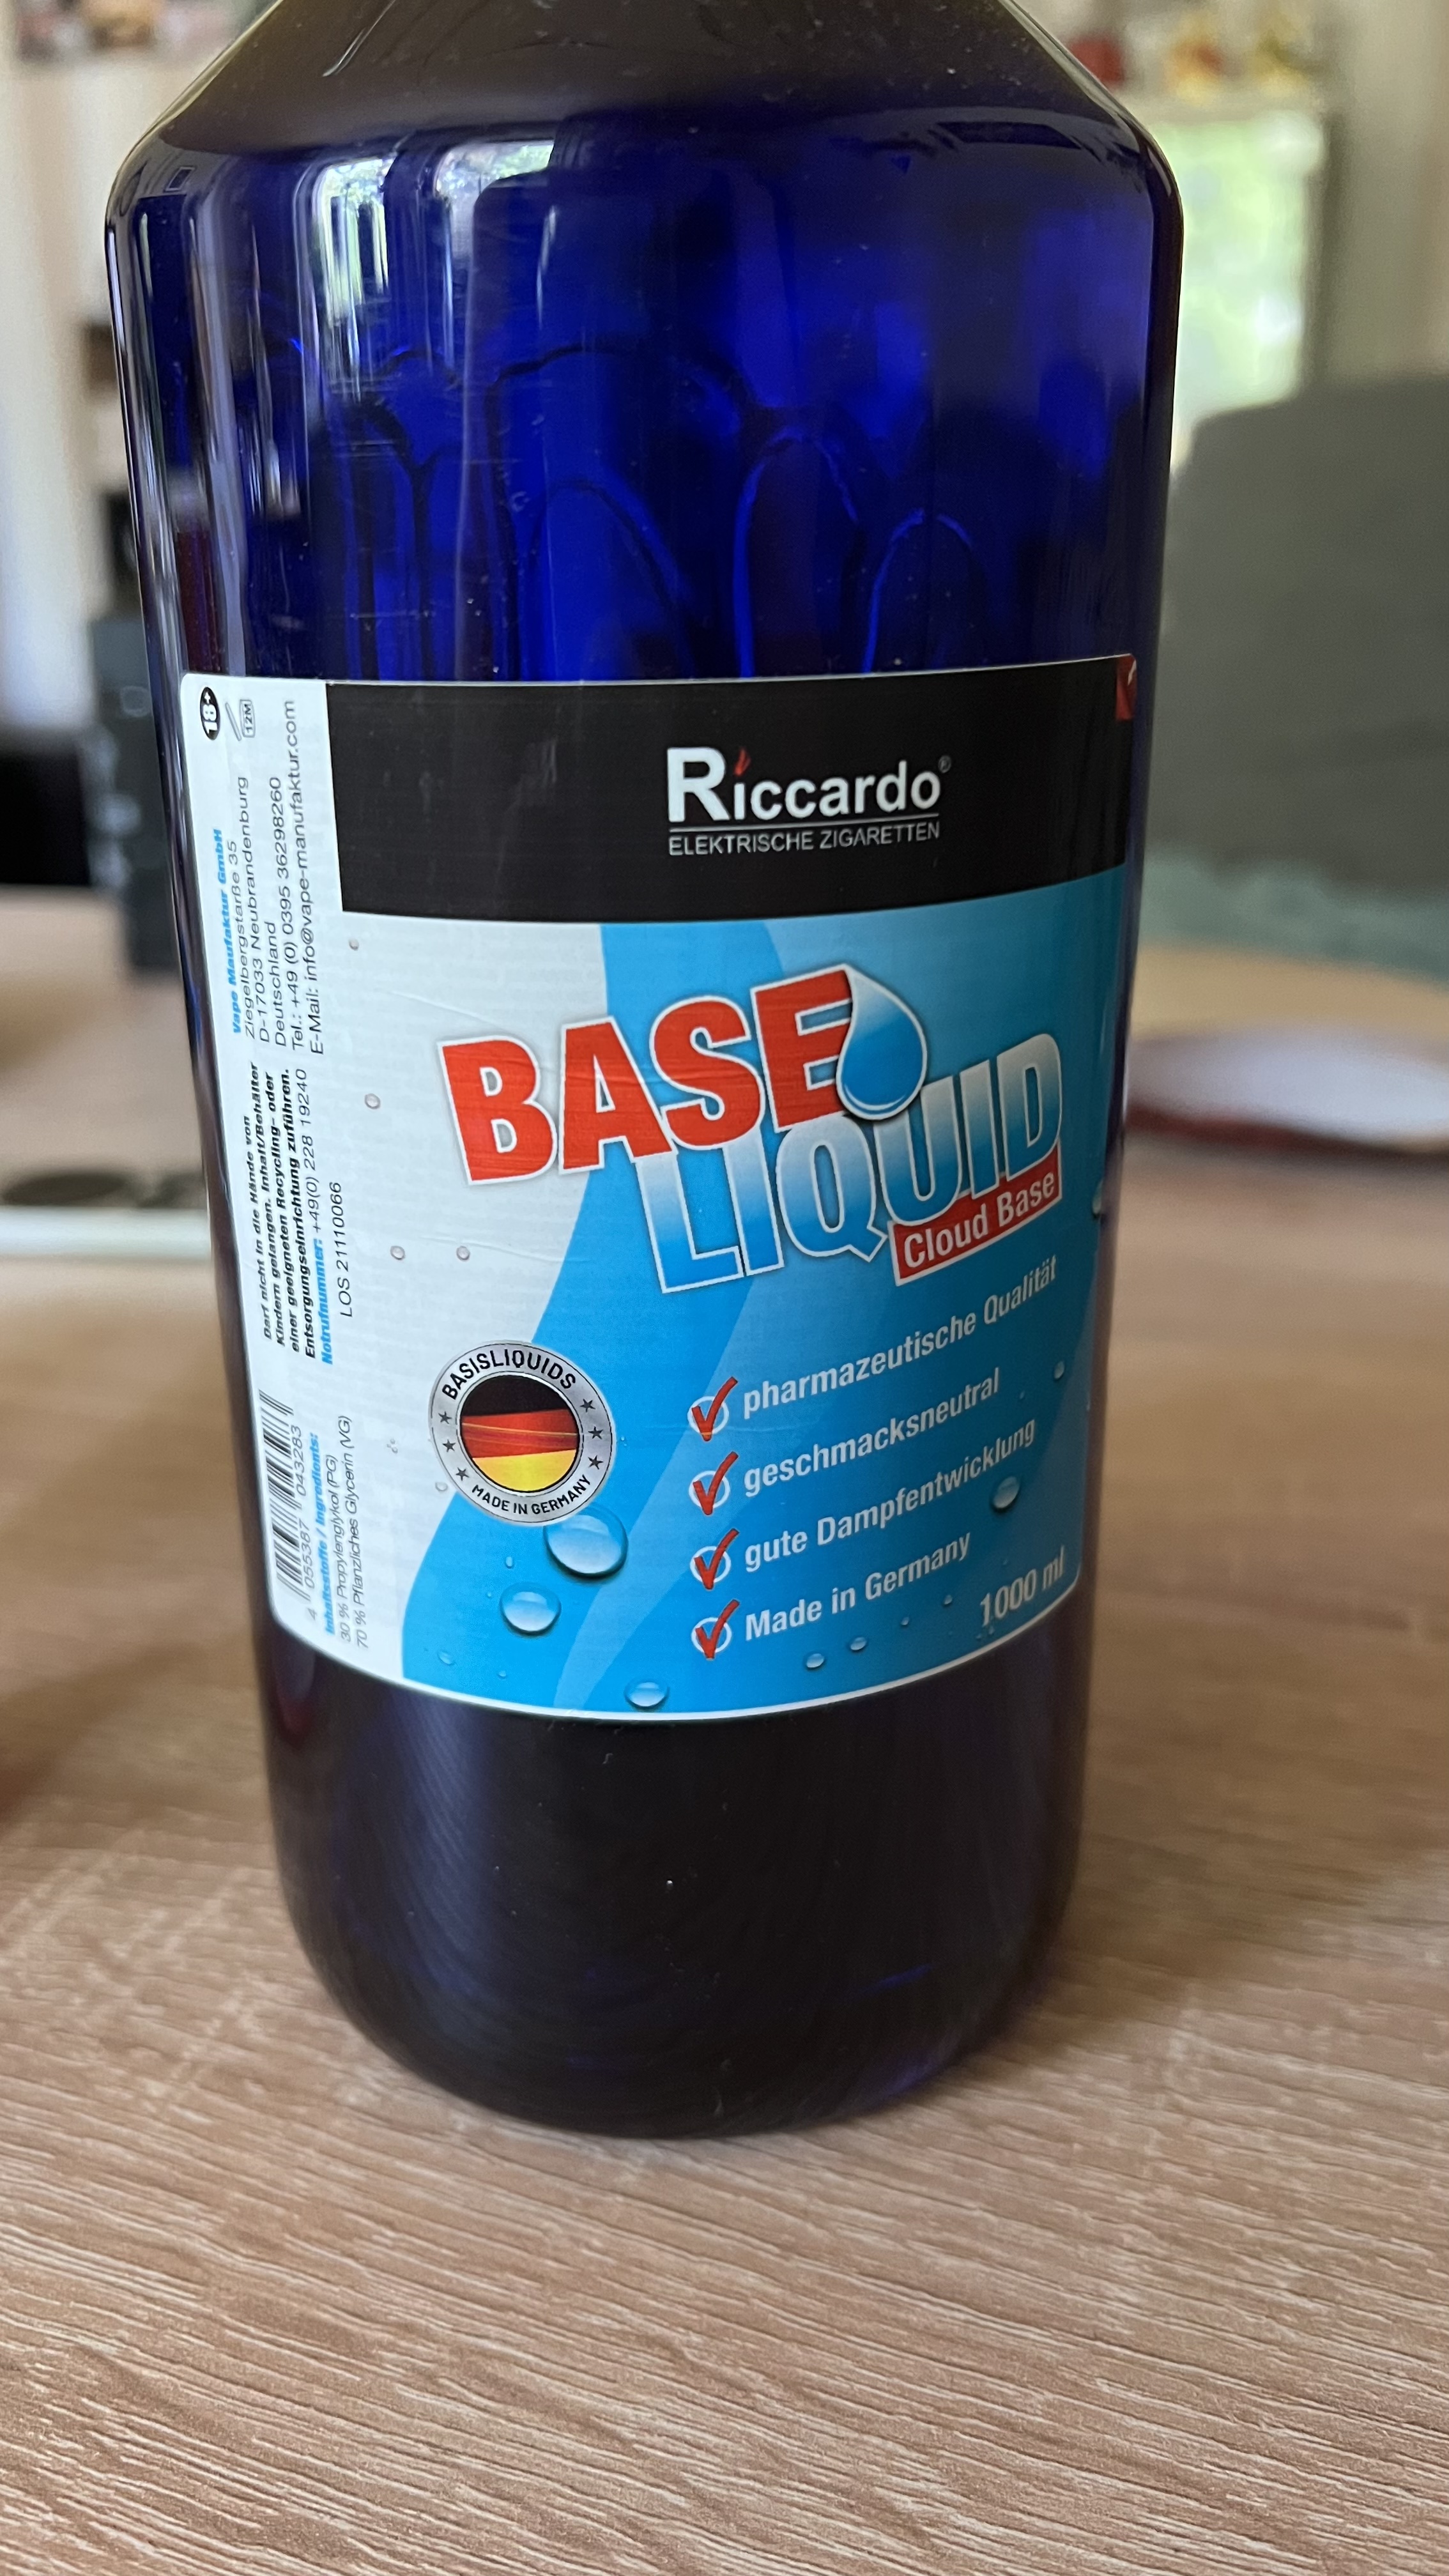 Riccardo®
ELEKTRISCHE ZIGARETTEN
BASE
LIQUID
Cloud Base
pharmazeutische Qualität
geschmacksneutral
gute Dampfentwicklung
Made in Germany
1000 ml
BASISLIQUIDS
MADE IN GERMANY
18+
12M
Vape Maufaktur GmbH
Ziegelbergstarße 35
D-17033 Neubrandenburg
Deutschland
Tel.: +49 (0) 0395 36298260
E-Mail: info@vape-manufaktur.com
Darf nicht in die Hände von
Kindern gelangen. Inhalt/Behälter
einer geeigneten Recycling- oder
Entsorgungseinrichtung zuführen.
Notrufnummer: +49(0) 228 19240
LOS 21110066
4 055387 043283
Inhaltsstoffe / Ingredients:
30 % Propylenglykol (PG)
70 % Pflanzliches Glycerin (VG)